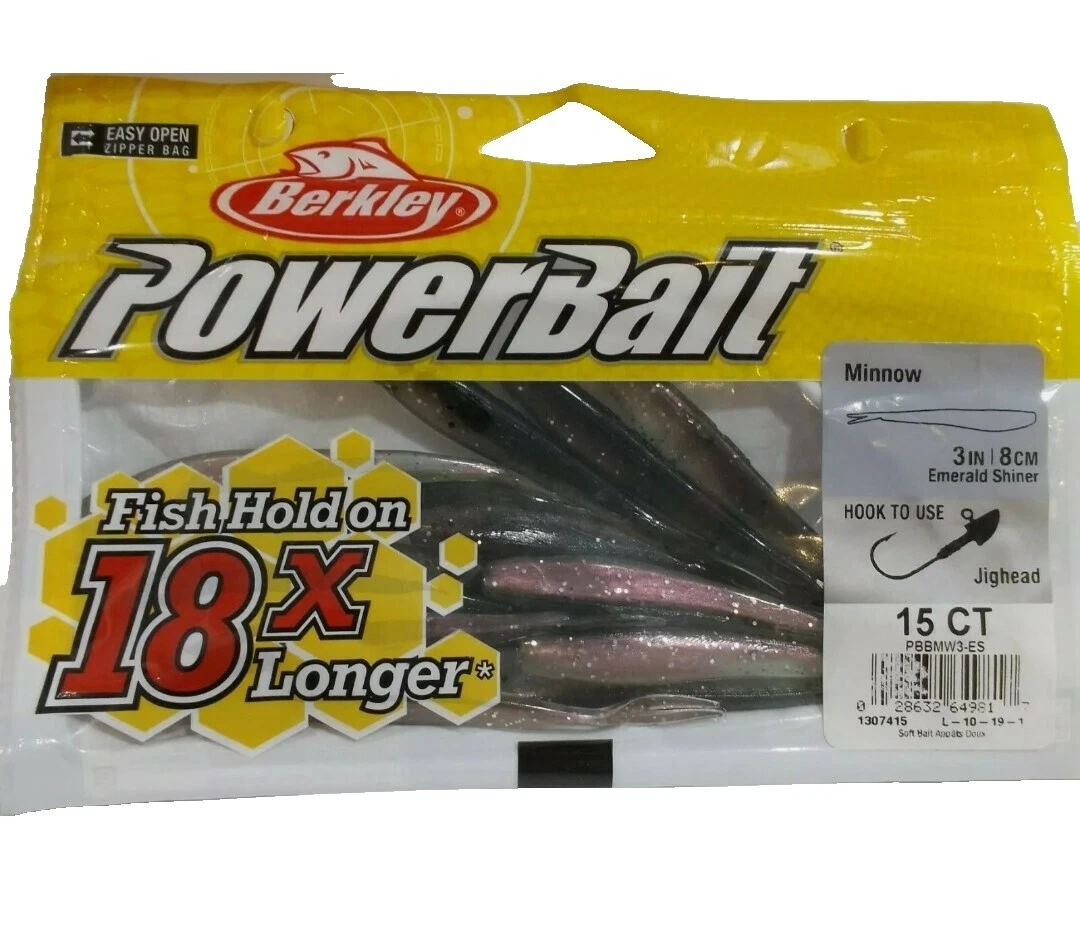 EASY OPEN
ZIPPER BAG
Berkley®
PowerBait®
Minnow
3IN | 8CM
Emerald Shiner
HOOK TO USE
Jighead
Fish Hold on
18X
Longer*
15 CT
PBBMW3-ES
0 28632 64981 7
1307415 L-10-19-1
Soft Bait Appâts Doux